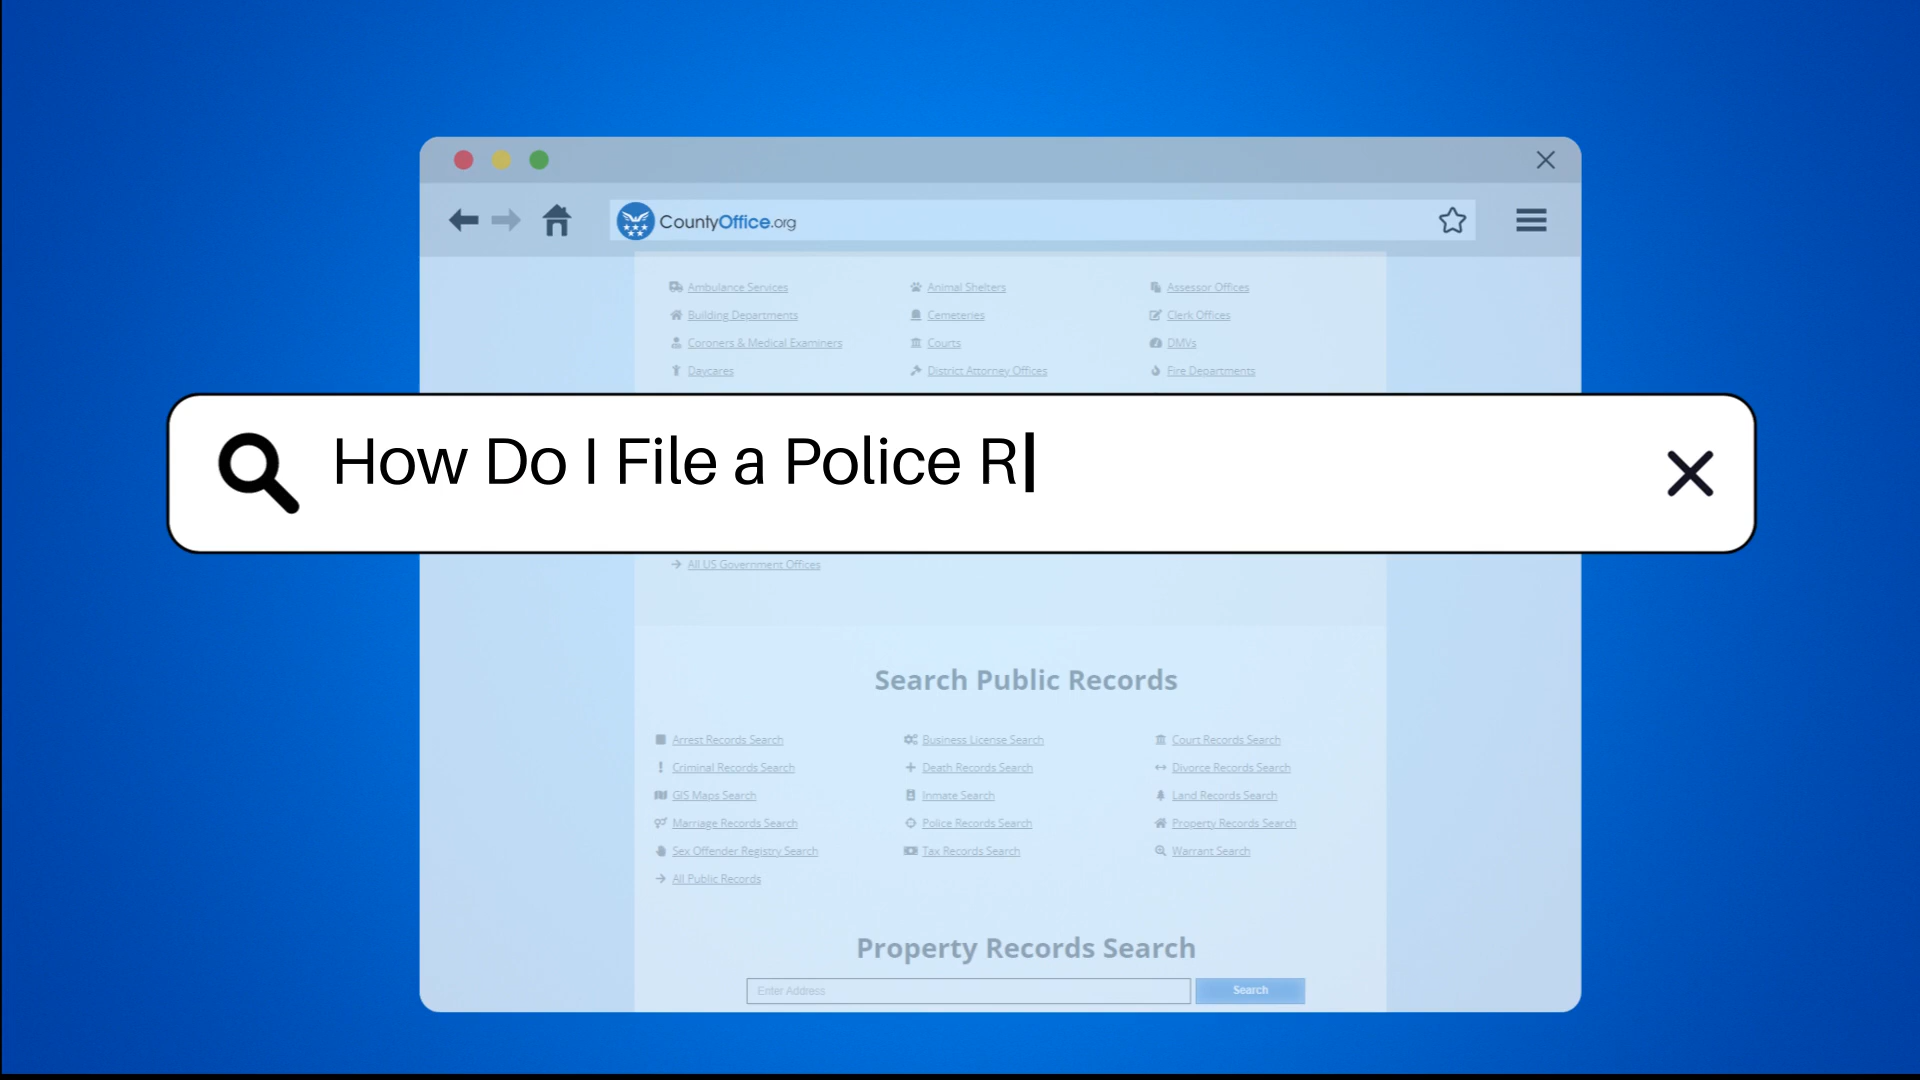 CountyOffice.org
Ambulance Services Animal Shelters Assessor Offices
Building Departments Cemeteries Clerk Offices
Coroners & Medical Examiners Courts DMVs
Daycares District Attorney Offices Fire Departments
How Do I File a Police R
All US Government Offices
Search Public Records
Arrest Records Search Business License Search Court Records Search
Criminal Records Search Death Records Search Divorce Records Search
GIS Maps Search Inmate Search Land Records Search
Marriage Records Search Police Records Search Property Records Search
Sex Offender Registry Search Tax Records Search Warrant Search
All Public Records
Property Records Search
Enter Address Search